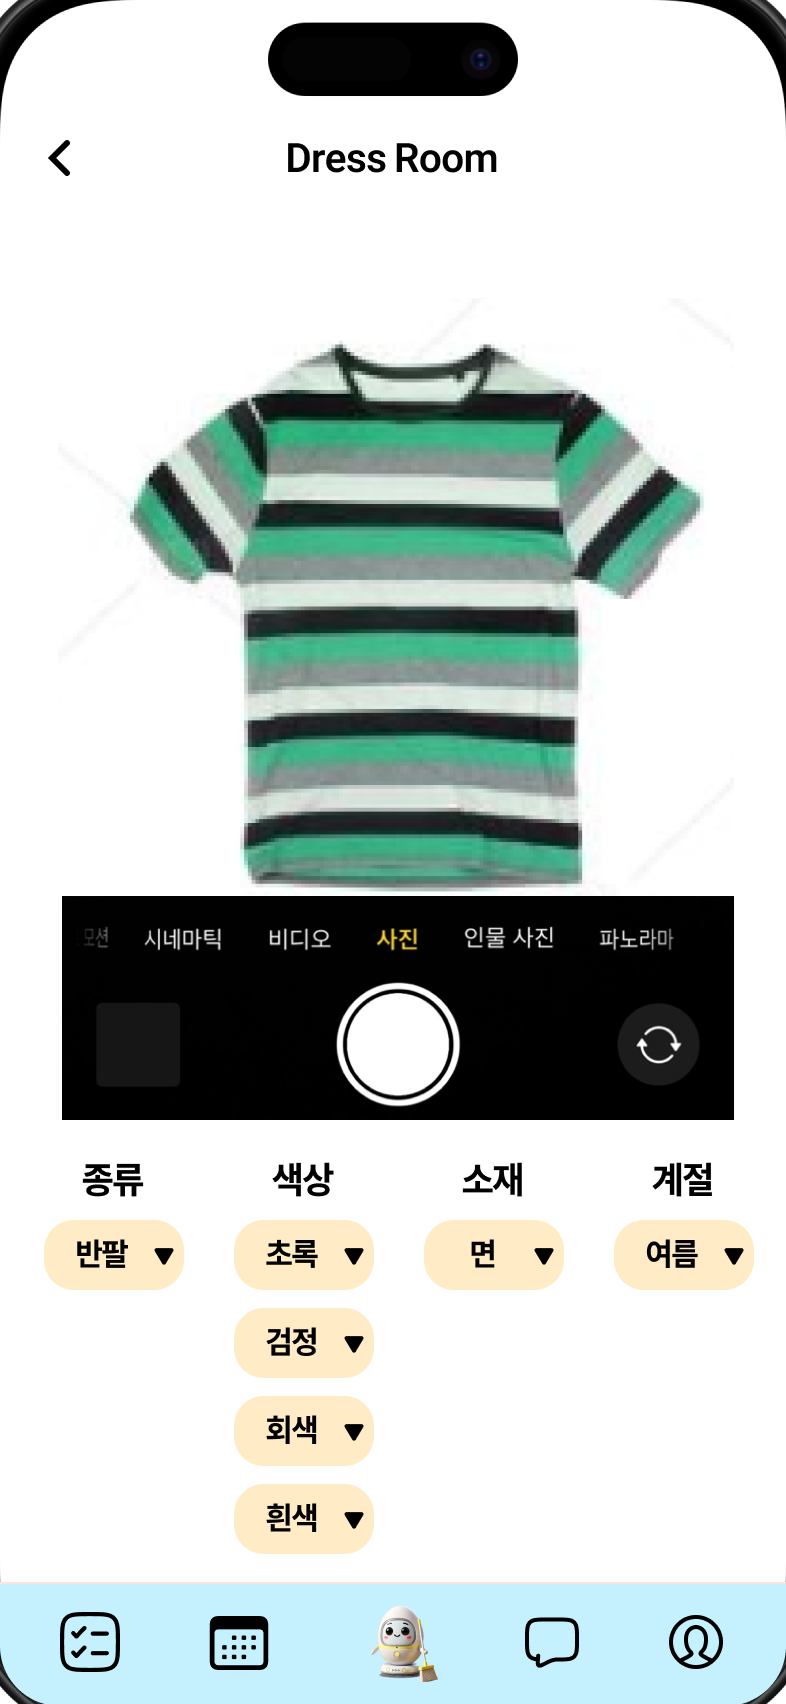 Dress Room
모션 시네마틱 비디오 사진 인물 사진 파노라마
종류 색상 소재 계절
반팔 초록 면 여름
검정
회색
흰색